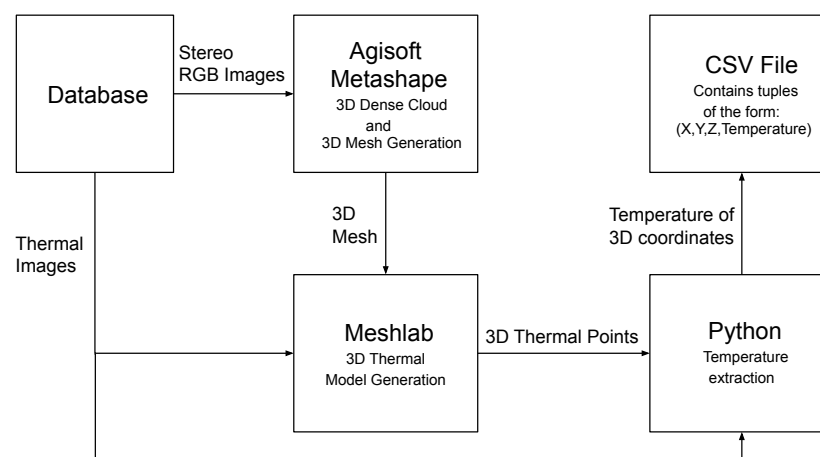 Database
Stereo
RGB Images
Agisoft
Metashape
3D Dense Cloud
and
3D Mesh Generation
CSV File
Contains tuples
of the form:
(X,Y,Z,Temperature)
Thermal
Images
3D
Mesh
Temperature of
3D coordinates
Meshlab
3D Thermal
Model Generation
3D Thermal Points
Python
Temperature
extraction